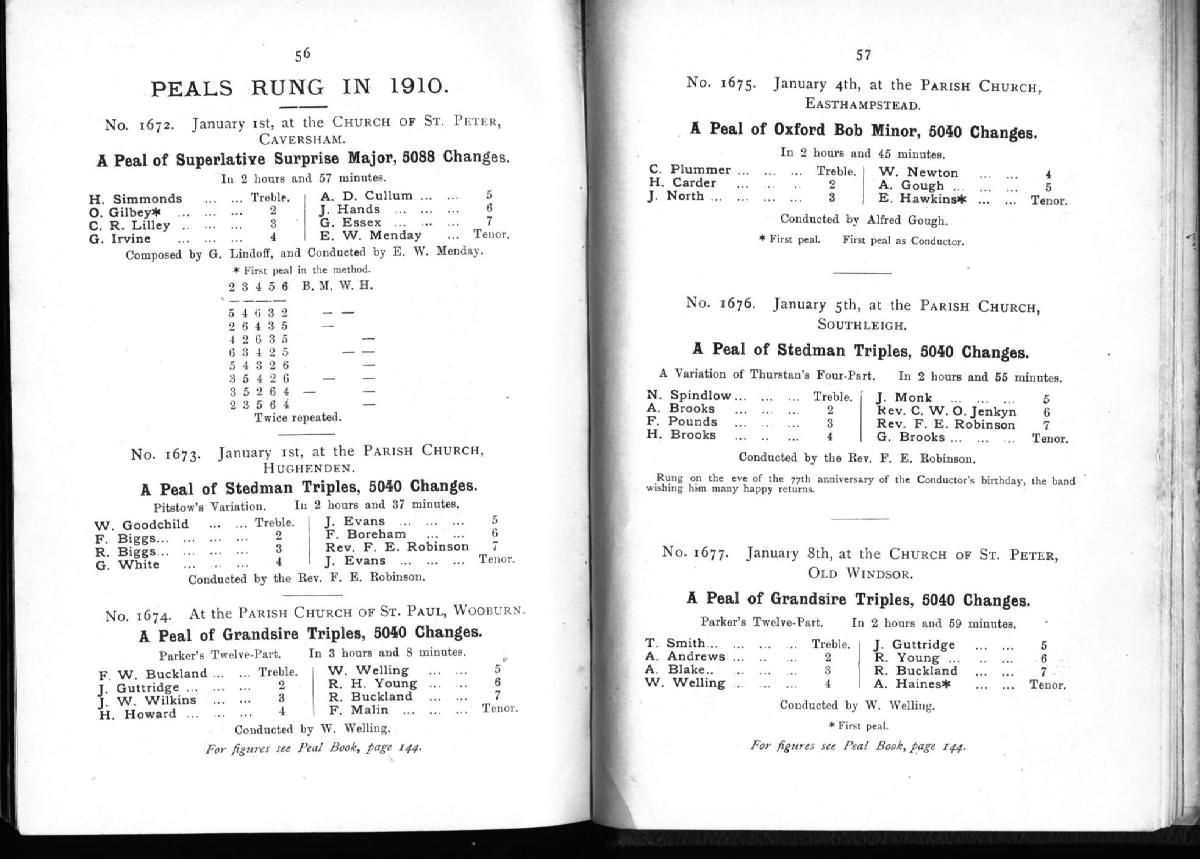 56
PEALS RUNG IN 1910.
No. 1672. January 1st, at the CHURCH OF ST. PETER,
CAVERSHAM.
A Peal of Superlative Surprise Major, 5088 Changes.
In 2 hours and 57 minutes.
H. Simmonds ... ... Treble. | A. D. Cullum ... ... 5
O. Gilbey* ... ... ... 2 | J. Hands ... ... ... 6
C. R. Lilley .. ... ... 3 | G. Essex ... ... ... 7
G. Irvine ... ... ... 4 | E. W. Menday ... Tenor.
Composed by G. Lindoff, and Conducted by E. W. Menday.
* First peal in the method.
2 3 4 5 6 B. M. W. H.
5 4 6 3 2 – –
2 6 4 3 5 –
4 2 6 3 5 –
6 3 4 2 5 – –
5 4 3 2 6 –
3 5 4 2 6 – –
3 5 2 6 4 – –
2 3 5 6 4 –
Twice repeated.
No. 1673. January 1st, at the PARISH CHURCH,
HUGHENDEN.
A Peal of Stedman Triples, 5040 Changes.
Pitstow's Variation. In 2 hours and 37 minutes.
W. Goodchild ... ... Treble. | J. Evans ... ... ... 5
F. Biggs... ... ... ... 2 | F. Boreham ... ... 6
R. Biggs... ... ... ... 3 | Rev. F. E. Robinson 7
G. White ... ... ... 4 | J. Evans ... ... ... Tenor.
Conducted by the Rev. F. E. Robinson.
No. 1674. At the PARISH CHURCH OF ST. PAUL, WOOBURN.
A Peal of Grandsire Triples, 5040 Changes.
Parker's Twelve-Part. In 3 hours and 8 minutes.
F. W. Buckland ... ... Treble. | W. Welling ... ... 5
J. Guttridge ... ... ... 2 | R. H. Young ... .. 6
J. W. Wilkins ... ... 3 | R. Buckland ... ... 7
H. Howard ... ... ... 4 | F. Malin ... ... ... Tenor.
Conducted by W. Welling.
For figures see Peal Book, page 144.
57
No. 1675. January 4th, at the PARISH CHURCH,
EASTHAMPSTEAD.
A Peal of Oxford Bob Minor, 5040 Changes.
In 2 hours and 45 minutes.
C. Plummer ... ... ... Treble. | W. Newton ... ... 4
H. Carder ... ... .. 2 | A. Gough ... ... ... 5
J. North ... ... ... ... 3 | E. Hawkins* ... ... Tenor.
Conducted by Alfred Gough.
* First peal. First peal as Conductor.
No. 1676. January 5th, at the PARISH CHURCH,
SOUTHLEIGH.
A Peal of Stedman Triples, 5040 Changes.
A Variation of Thurstan's Four-Part. In 2 hours and 55 minutes.
N. Spindlow ... ... ... Treble. | J. Monk ... ... ... 5
A. Brooks ... ... ... 2 | Rev. C. W. O. Jenkyn 6
F. Pounds ... ... ... 3 | Rev. F. E. Robinson 7
H. Brooks ... .. ... 4 | G. Brooks ... ... ... Tenor.
Conducted by the Rev. F. E. Robinson.
Rung on the eve of the 77th anniversary of the Conductor's birthday, the band
wishing him many happy returns.
No. 1677. January 8th, at the CHURCH OF ST. PETER,
OLD WINDSOR.
A Peal of Grandsire Triples, 5040 Changes.
Parker's Twelve-Part. In 2 hours and 59 minutes.
T. Smith .. ... ... ... Treble. | J. Guttridge ... ... 5
A. Andrews ... .. ... 2 | R. Young ... .. .. 6
A. Blake.. ... ... ... 3 | R. Buckland ... ... 7
W. Welling ... ... ... 4 | A. Haines* ... ... Tenor.
Conducted by W. Welling.
* First peal.
For figures see Peal Book, page 144.